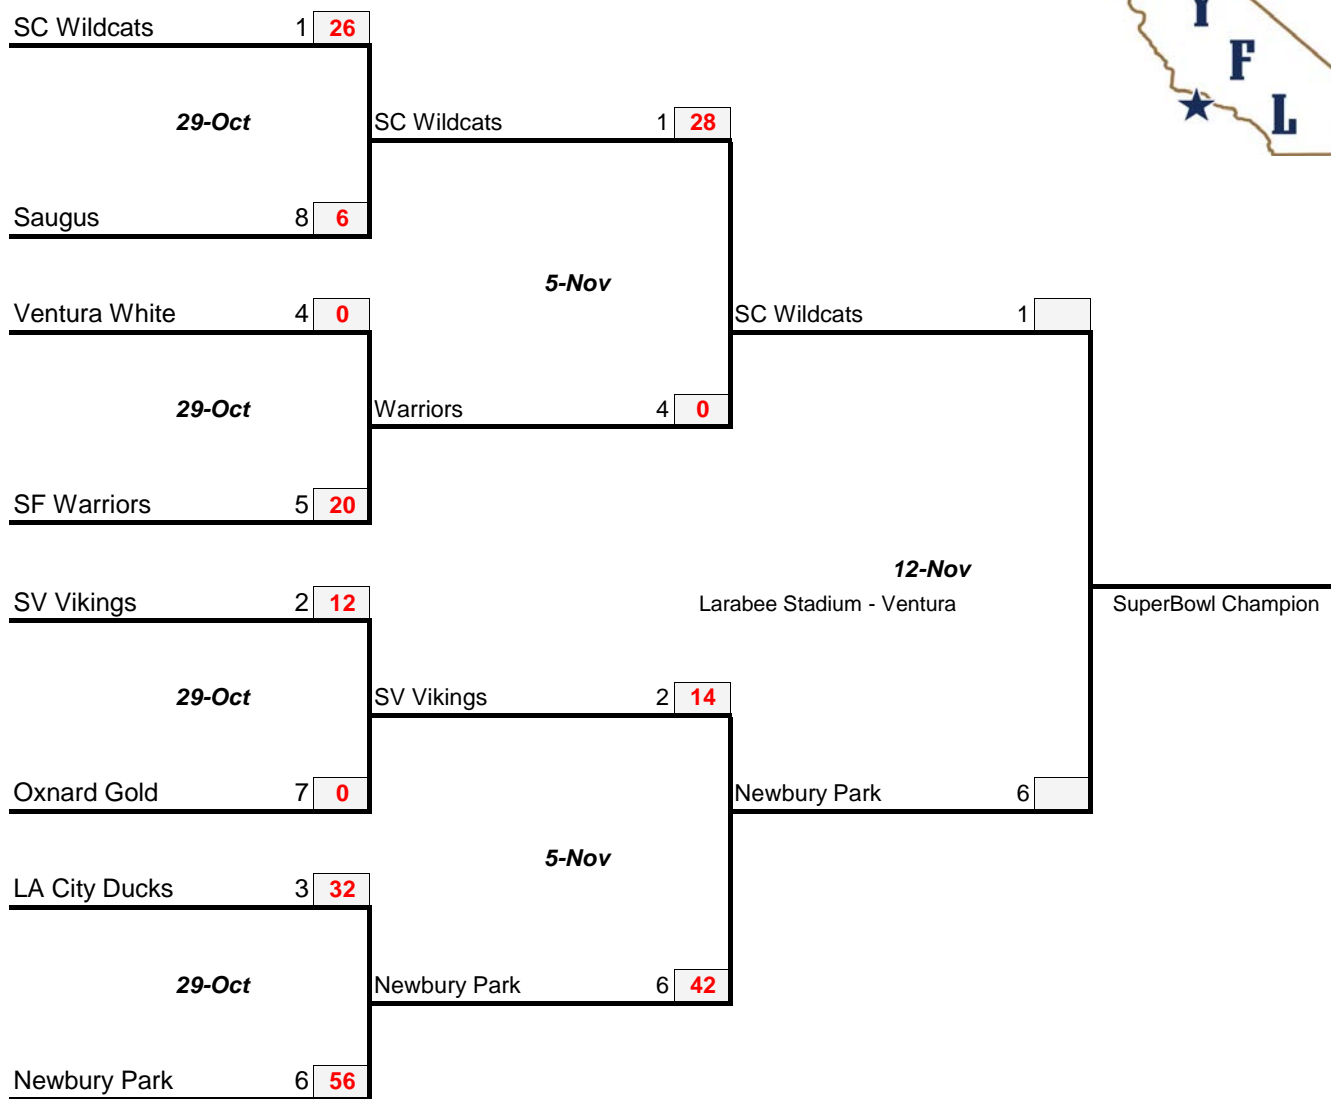 SC Wildcats 1 26
Y
F
L
29-Oct
SC Wildcats 1 28
Saugus 8 6
5-Nov
Ventura White 4 0
SC Wildcats 1
29-Oct
Warriors 4 0
SF Warriors 5 20
12-Nov
SV Vikings 2 12
Larabee Stadium - Ventura
SuperBowl Champion
29-Oct
SV Vikings 2 14
Oxnard Gold 7 0
Newbury Park 6
5-Nov
LA City Ducks 3 32
29-Oct
Newbury Park 6 42
Newbury Park 6 56